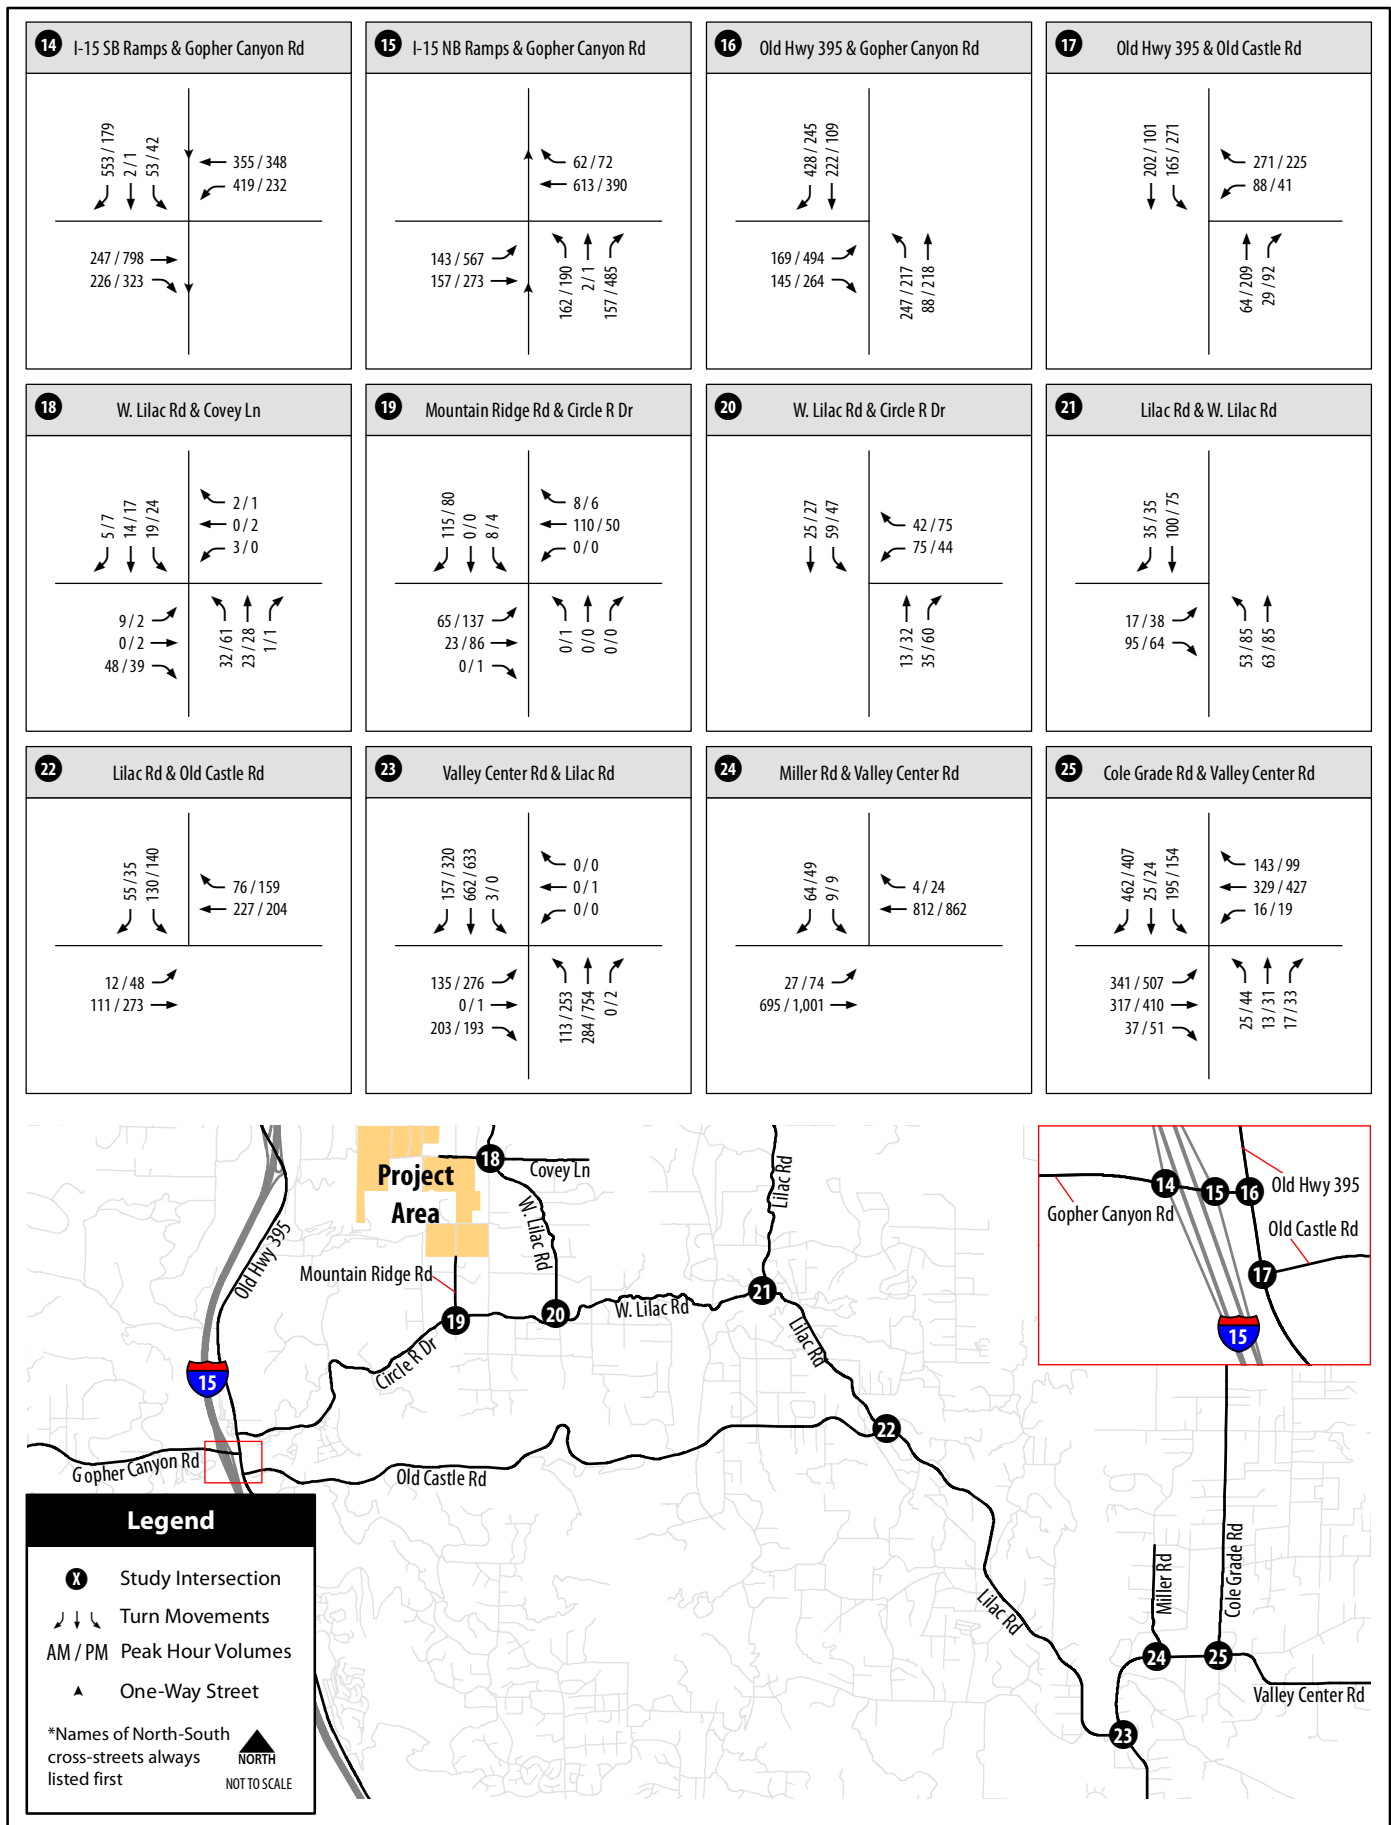 14 I-15 SB Ramps & Gopher Canyon Rd
553 / 179
2 / 1
53 / 42
355 / 348
419 / 232
247 / 798
226 / 323
15 I-15 NB Ramps & Gopher Canyon Rd
62 / 72
613 / 390
143 / 567
157 / 273
162 / 190
2 / 1
157 / 485
16 Old Hwy 395 & Gopher Canyon Rd
428 / 245
222 / 109
169 / 494
145 / 264
247 / 217
88 / 218
17 Old Hwy 395 & Old Castle Rd
202 / 101
165 / 271
271 / 225
88 / 41
64 / 209
29 / 92
18 W. Lilac Rd & Covey Ln
5 / 7
14 / 17
19 / 24
2 / 1
0 / 2
3 / 0
9 / 2
0 / 2
48 / 39
32 / 61
23 / 28
1 / 1
19 Mountain Ridge Rd & Circle R Dr
115 / 80
0 / 0
8 / 4
8 / 6
110 / 50
0 / 0
65 / 137
23 / 86
0 / 1
0 / 1
0 / 0
0 / 0
20 W. Lilac Rd & Circle R Dr
25 / 27
59 / 47
42 / 75
75 / 44
13 / 32
35 / 60
21 Lilac Rd & W. Lilac Rd
35 / 35
100 / 75
17 / 38
95 / 64
53 / 85
63 / 85
22 Lilac Rd & Old Castle Rd
55 / 35
130 / 140
76 / 159
227 / 204
12 / 48
111 / 273
23 Valley Center Rd & Lilac Rd
157 / 320
662 / 633
3 / 0
0 / 0
0 / 1
0 / 0
135 / 276
0 / 1
203 / 193
113 / 253
284 / 754
0 / 2
24 Miller Rd & Valley Center Rd
64 / 49
9 / 9
4 / 24
812 / 862
27 / 74
695 / 1,001
25 Cole Grade Rd & Valley Center Rd
462 / 407
25 / 24
195 / 154
143 / 99
329 / 427
16 / 19
341 / 507
317 / 410
37 / 51
25 / 44
13 / 31
17 / 33
Project
Area
18
Covey Ln
W. Lilac Rd
Lilac Rd
Old Hwy 395
Mountain Ridge Rd
19
20
W. Lilac Rd
21
Lilac Rd
Circle R Dr
15
22
Gopher Canyon Rd
Old Castle Rd
Lilac Rd
Miller Rd
Cole Grade Rd
24
25
Valley Center Rd
23
14
15
16
Old Hwy 395
Gopher Canyon Rd
Old Castle Rd
17
15
Legend
X Study Intersection
Turn Movements
AM / PM Peak Hour Volumes
One-Way Street
*Names of North-South
cross-streets always
listed first
NORTH
NOT TO SCALE